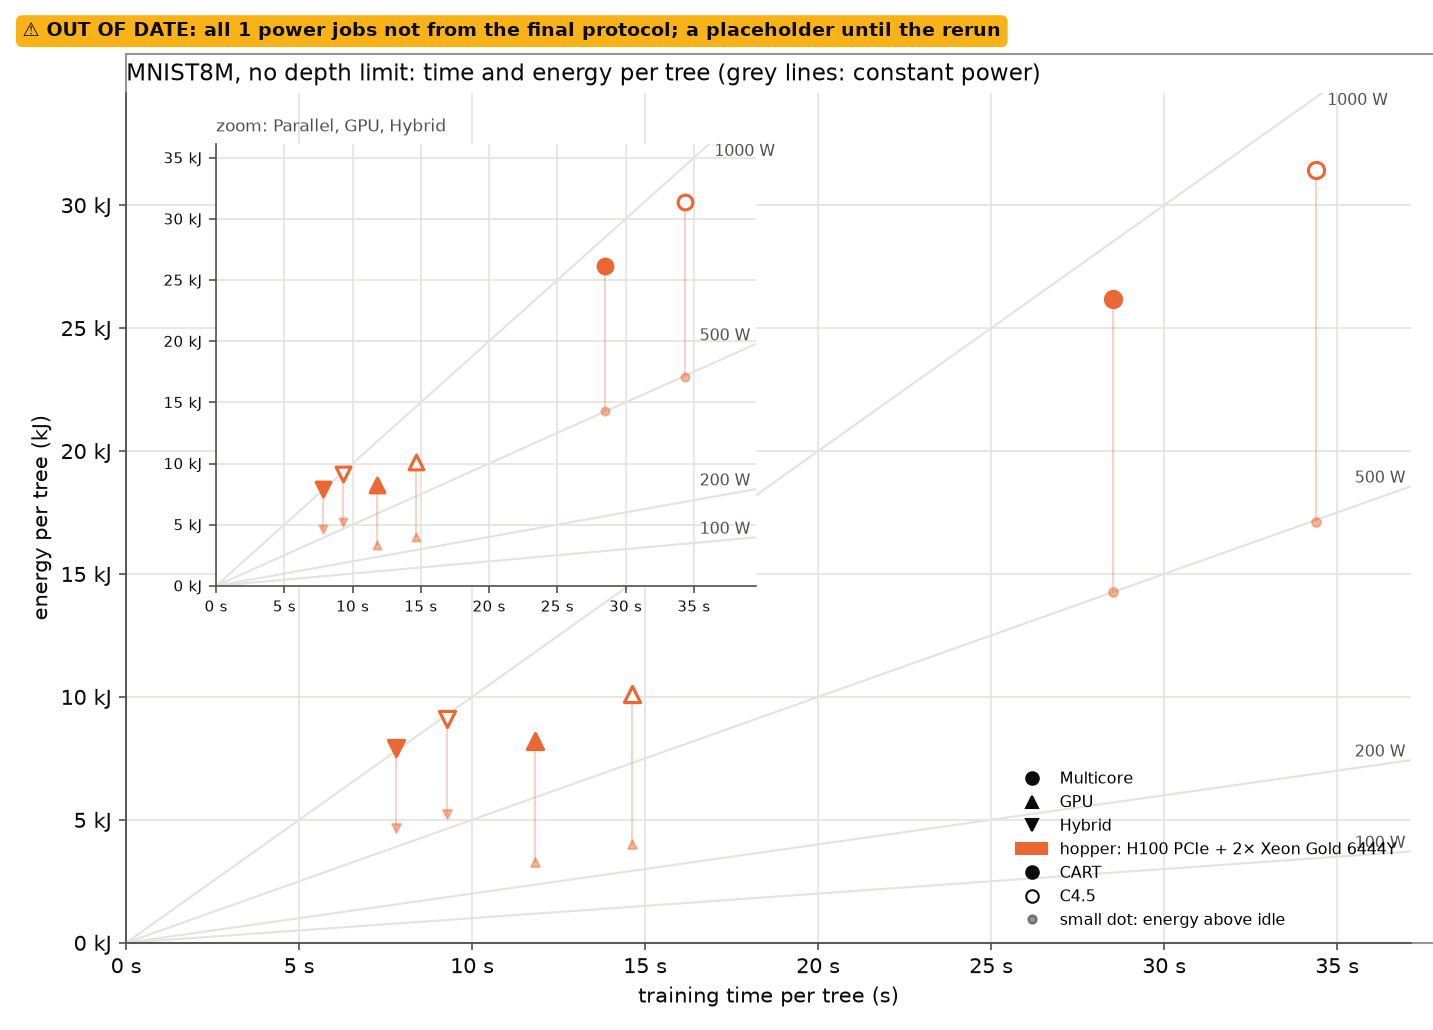 ⚠ OUT OF DATE: all 1 power jobs not from the final protocol; a placeholder until the rerun
MNIST8M, no depth limit: time and energy per tree (grey lines: constant power)
1000 W
zoom: Parallel, GPU, Hybrid
1000 W
35 kJ
30 kJ
25 kJ
20 kJ
15 kJ
10 kJ
5 kJ
0 kJ
500 W
200 W
100 W
0 s 5 s 10 s 15 s 20 s 25 s 30 s 35 s
30 kJ
25 kJ
20 kJ
15 kJ
10 kJ
5 kJ
0 kJ
energy per tree (kJ)
500 W
200 W
100 W
Multicore
GPU
Hybrid
hopper: H100 PCIe + 2× Xeon Gold 6444Y
CART
C4.5
small dot: energy above idle
0 s 5 s 10 s 15 s 20 s 25 s 30 s 35 s
training time per tree (s)